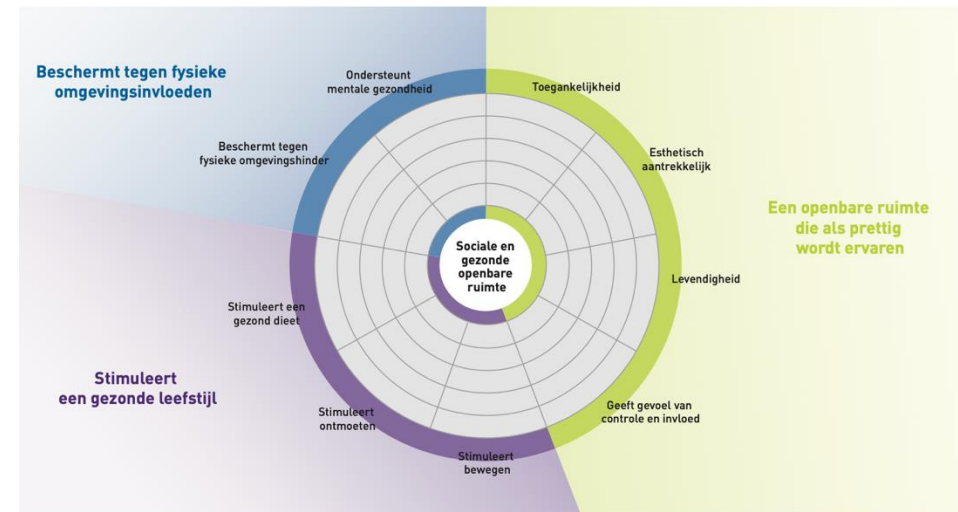 Beschermt tegen fysieke
omgevingsinvloeden
Ondersteunt
mentale gezondheid
Toegankelijkheid
Beschermt tegen
fysieke omgevingshinder
Esthetisch
aantrekkelijk
Een openbare ruimte
die als prettig
wordt ervaren
Sociale en
gezonde
openbare
ruimte
Levendigheid
Stimuleert een
gezond dieet
Stimuleert
een gezonde leefstijl
Stimuleert
ontmoeten
Geeft gevoel van
controle en invloed
Stimuleert
bewegen